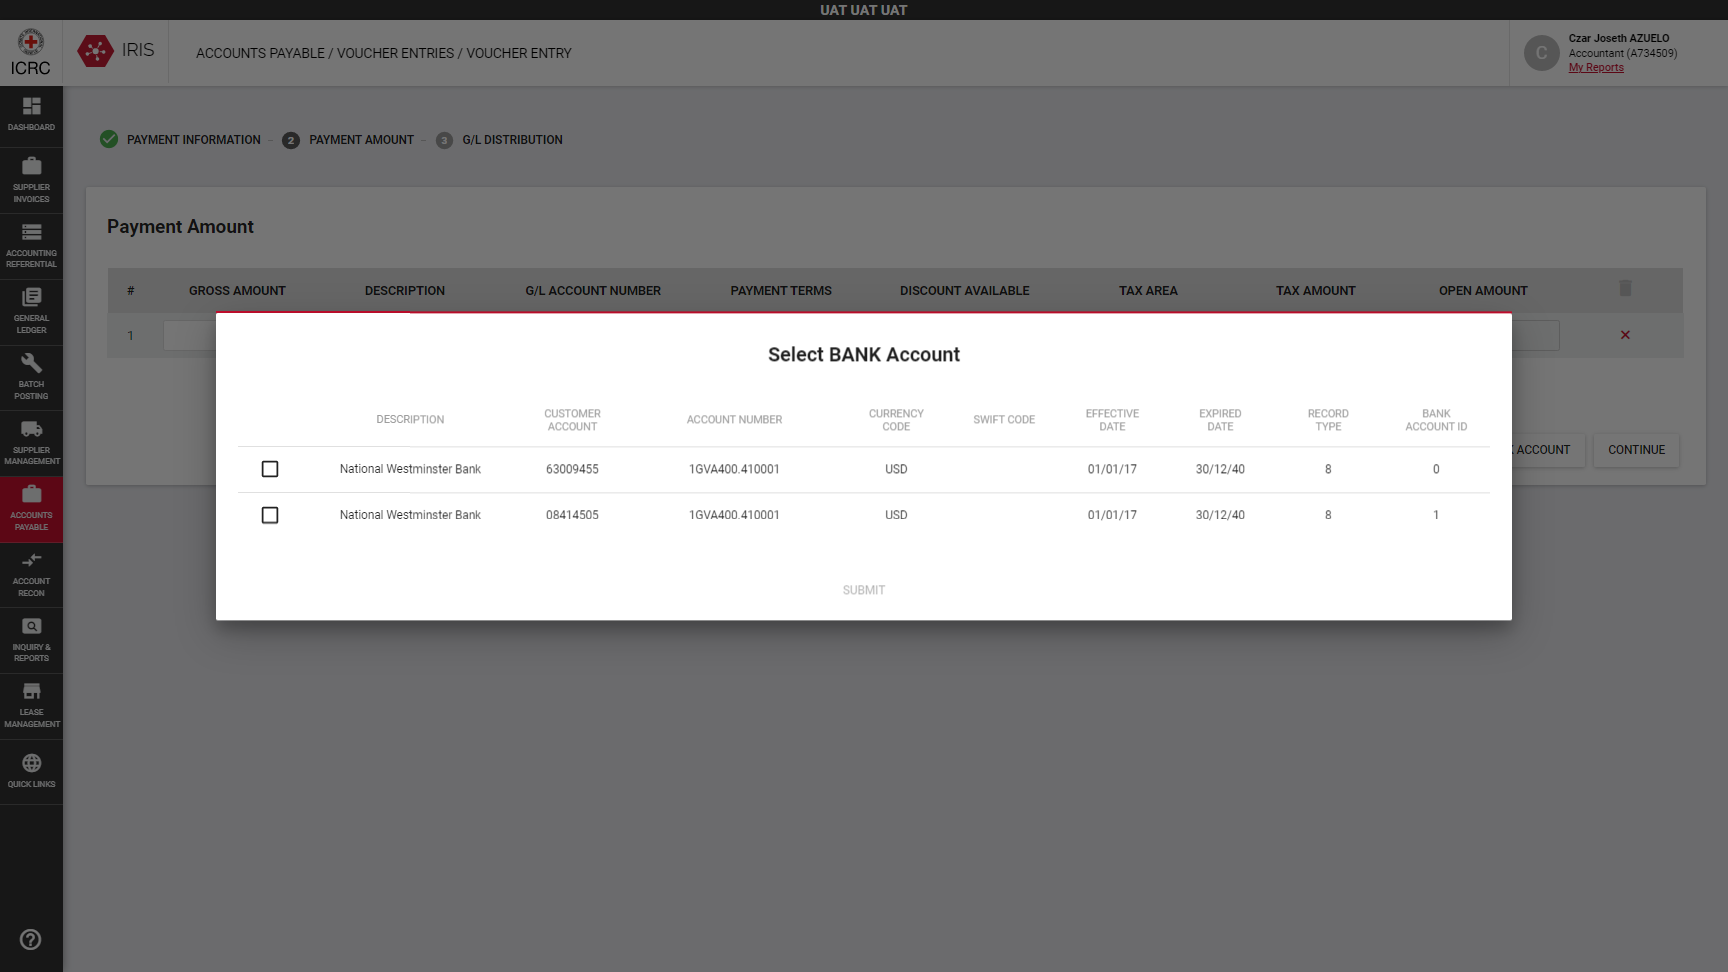 UAT UAT UAT
ICRC
IRIS
ACCOUNTS PAYABLE / VOUCHER ENTRIES / VOUCHER ENTRY
C
Czar Joseth AZUELO
Accountant (A734509)
My Reports
DASHBOARD
SUPPLIER
INVOICES
ACCOUNTING
REFERENTIAL
GENERAL
LEDGER
BATCH
POSTING
SUPPLIER
MANAGEMENT
ACCOUNTS
PAYABLE
ACCOUNT
RECON
INQUIRY &
REPORTS
LEASE
MANAGEMENT
QUICK LINKS
PAYMENT INFORMATION - 2 PAYMENT AMOUNT - 3 G/L DISTRIBUTION
Payment Amount
# GROSS AMOUNT DESCRIPTION G/L ACCOUNT NUMBER PAYMENT TERMS DISCOUNT AVAILABLE TAX AREA TAX AMOUNT OPEN AMOUNT
1
Select BANK Account
DESCRIPTION CUSTOMER ACCOUNT ACCOUNT NUMBER CURRENCY CODE SWIFT CODE EFFECTIVE DATE EXPIRED DATE RECORD TYPE BANK ACCOUNT ID
National Westminster Bank 63009455 1GVA400.410001 USD 01/01/17 30/12/40 8 0
National Westminster Bank 08414505 1GVA400.410001 USD 01/01/17 30/12/40 8 1
SUBMIT
ACCOUNT
CONTINUE